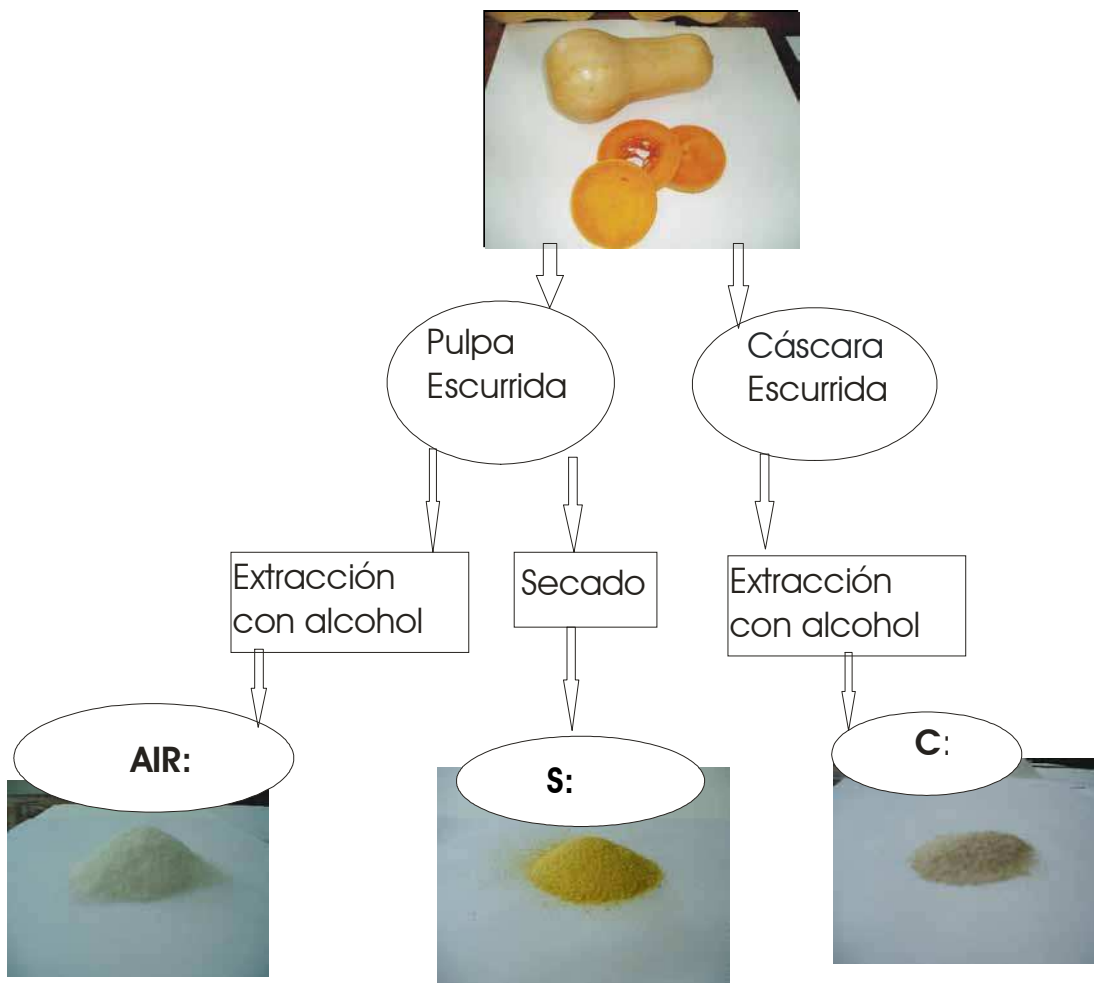 Pulpa
Escurrida
Cáscara
Escurrida
Extracción
con alcohol
Secado
Extracción
con alcohol
AIR:
S:
C: